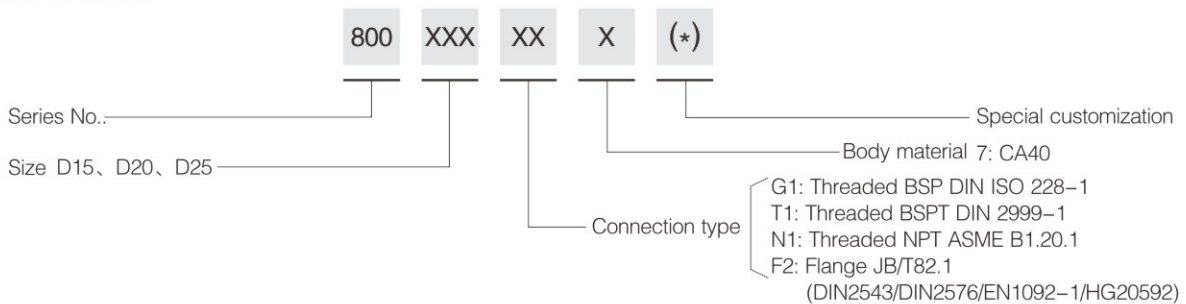 800 XXX XX X (*)
Series No..
Special customization
Size D15、D20、D25
Body material 7: CA40
Connection type
G1: Threaded BSP DIN ISO 228-1
T1: Threaded BSPT DIN 2999-1
N1: Threaded NPT ASME B1.20.1
F2: Flange JB/T82.1
(DIN2543/DIN2576/EN1092-1/HG20592)